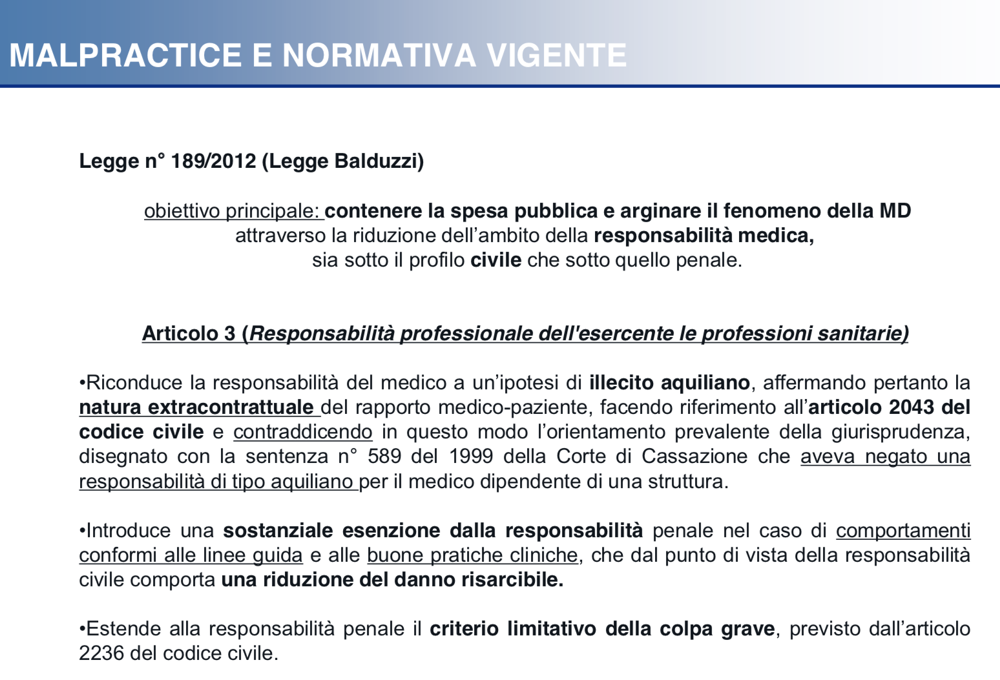 MALPRACTICE E NORMATIVA VIGENTE
Legge n° 189/2012 (Legge Balduzzi)
obiettivo principale: contenere la spesa pubblica e arginare il fenomeno della MD
attraverso la riduzione dell’ambito della responsabilità medica,
sia sotto il profilo civile che sotto quello penale.
Articolo 3 (Responsabilità professionale dell'esercente le professioni sanitarie)
•Riconduce la responsabilità del medico a un’ipotesi di illecito aquiliano, affermando pertanto la
natura extracontrattuale del rapporto medico-paziente, facendo riferimento all’articolo 2043 del
codice civile e contraddicendo in questo modo l’orientamento prevalente della giurisprudenza,
disegnato con la sentenza n° 589 del 1999 della Corte di Cassazione che aveva negato una
responsabilità di tipo aquiliano per il medico dipendente di una struttura.
•Introduce una sostanziale esenzione dalla responsabilità penale nel caso di comportamenti
conformi alle linee guida e alle buone pratiche cliniche, che dal punto di vista della responsabilità
civile comporta una riduzione del danno risarcibile.
•Estende alla responsabilità penale il criterio limitativo della colpa grave, previsto dall’articolo
2236 del codice civile.